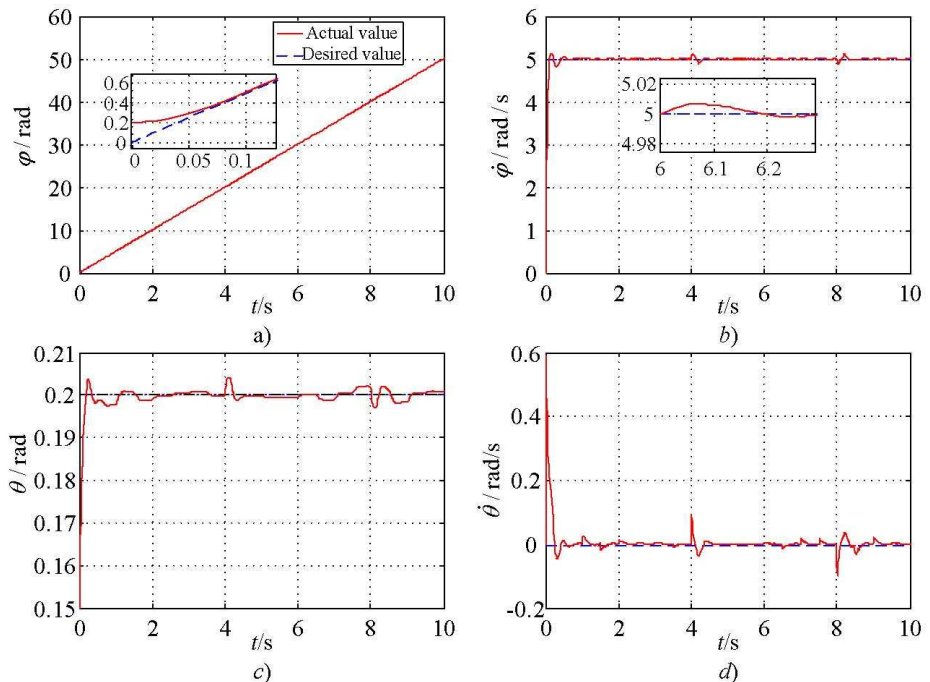 60
50
40
30
20
10
0
φ / rad
Actual value
Desired value
0.6
0.4
0.2
0
0 0.05 0.1
0 2 4 6 8 10
t/s
a)
6
5
4
3
2
1
0
φ̇ / rad / s
5.02
5
4.98
6 6.1 6.2
0 2 4 6 8 10
t/s
b)
0.21
0.2
0.19
0.18
0.17
0.16
0.15
θ / rad
0 2 4 6 8 10
t/s
c)
0.6
0.4
0.2
0
-0.2
θ̇ / rad/s
0 2 4 6 8 10
t/s
d)